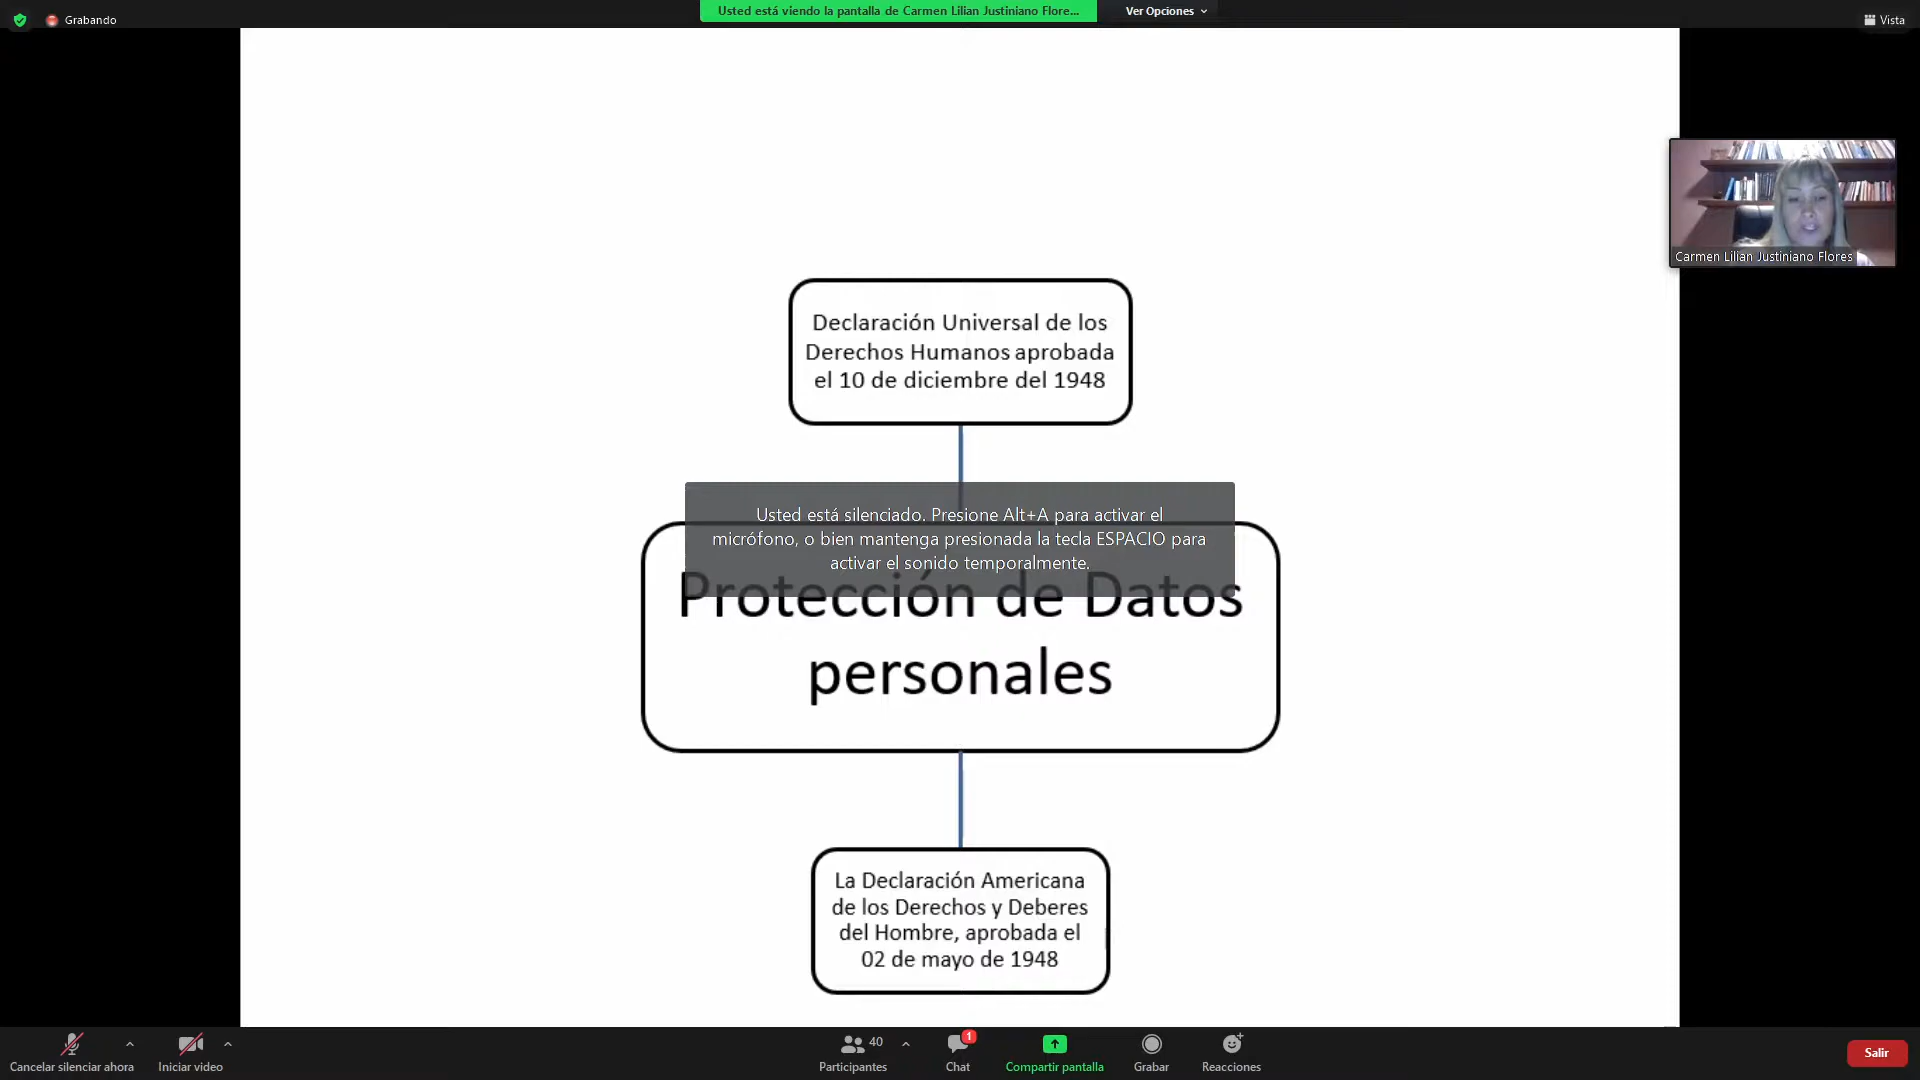 Grabando
Usted está viendo la pantalla de Carmen Lilian Justiniano Flore...
Ver Opciones
Vista
Carmen Lilian Justiniano Flores
Declaración Universal de los
Derechos Humanos aprobada
el 10 de diciembre del 1948
Usted está silenciado. Presione Alt+A para activar el
micrófono, o bien mantenga presionada la tecla ESPACIO para
activar el sonido temporalmente.
Protección de Datos
personales
La Declaración Americana
de los Derechos y Deberes
del Hombre, aprobada el
02 de mayo de 1948
Cancelar silenciar ahora
Iniciar video
40
Participantes
1
Chat
Compartir pantalla
Grabar
Reacciones
Salir